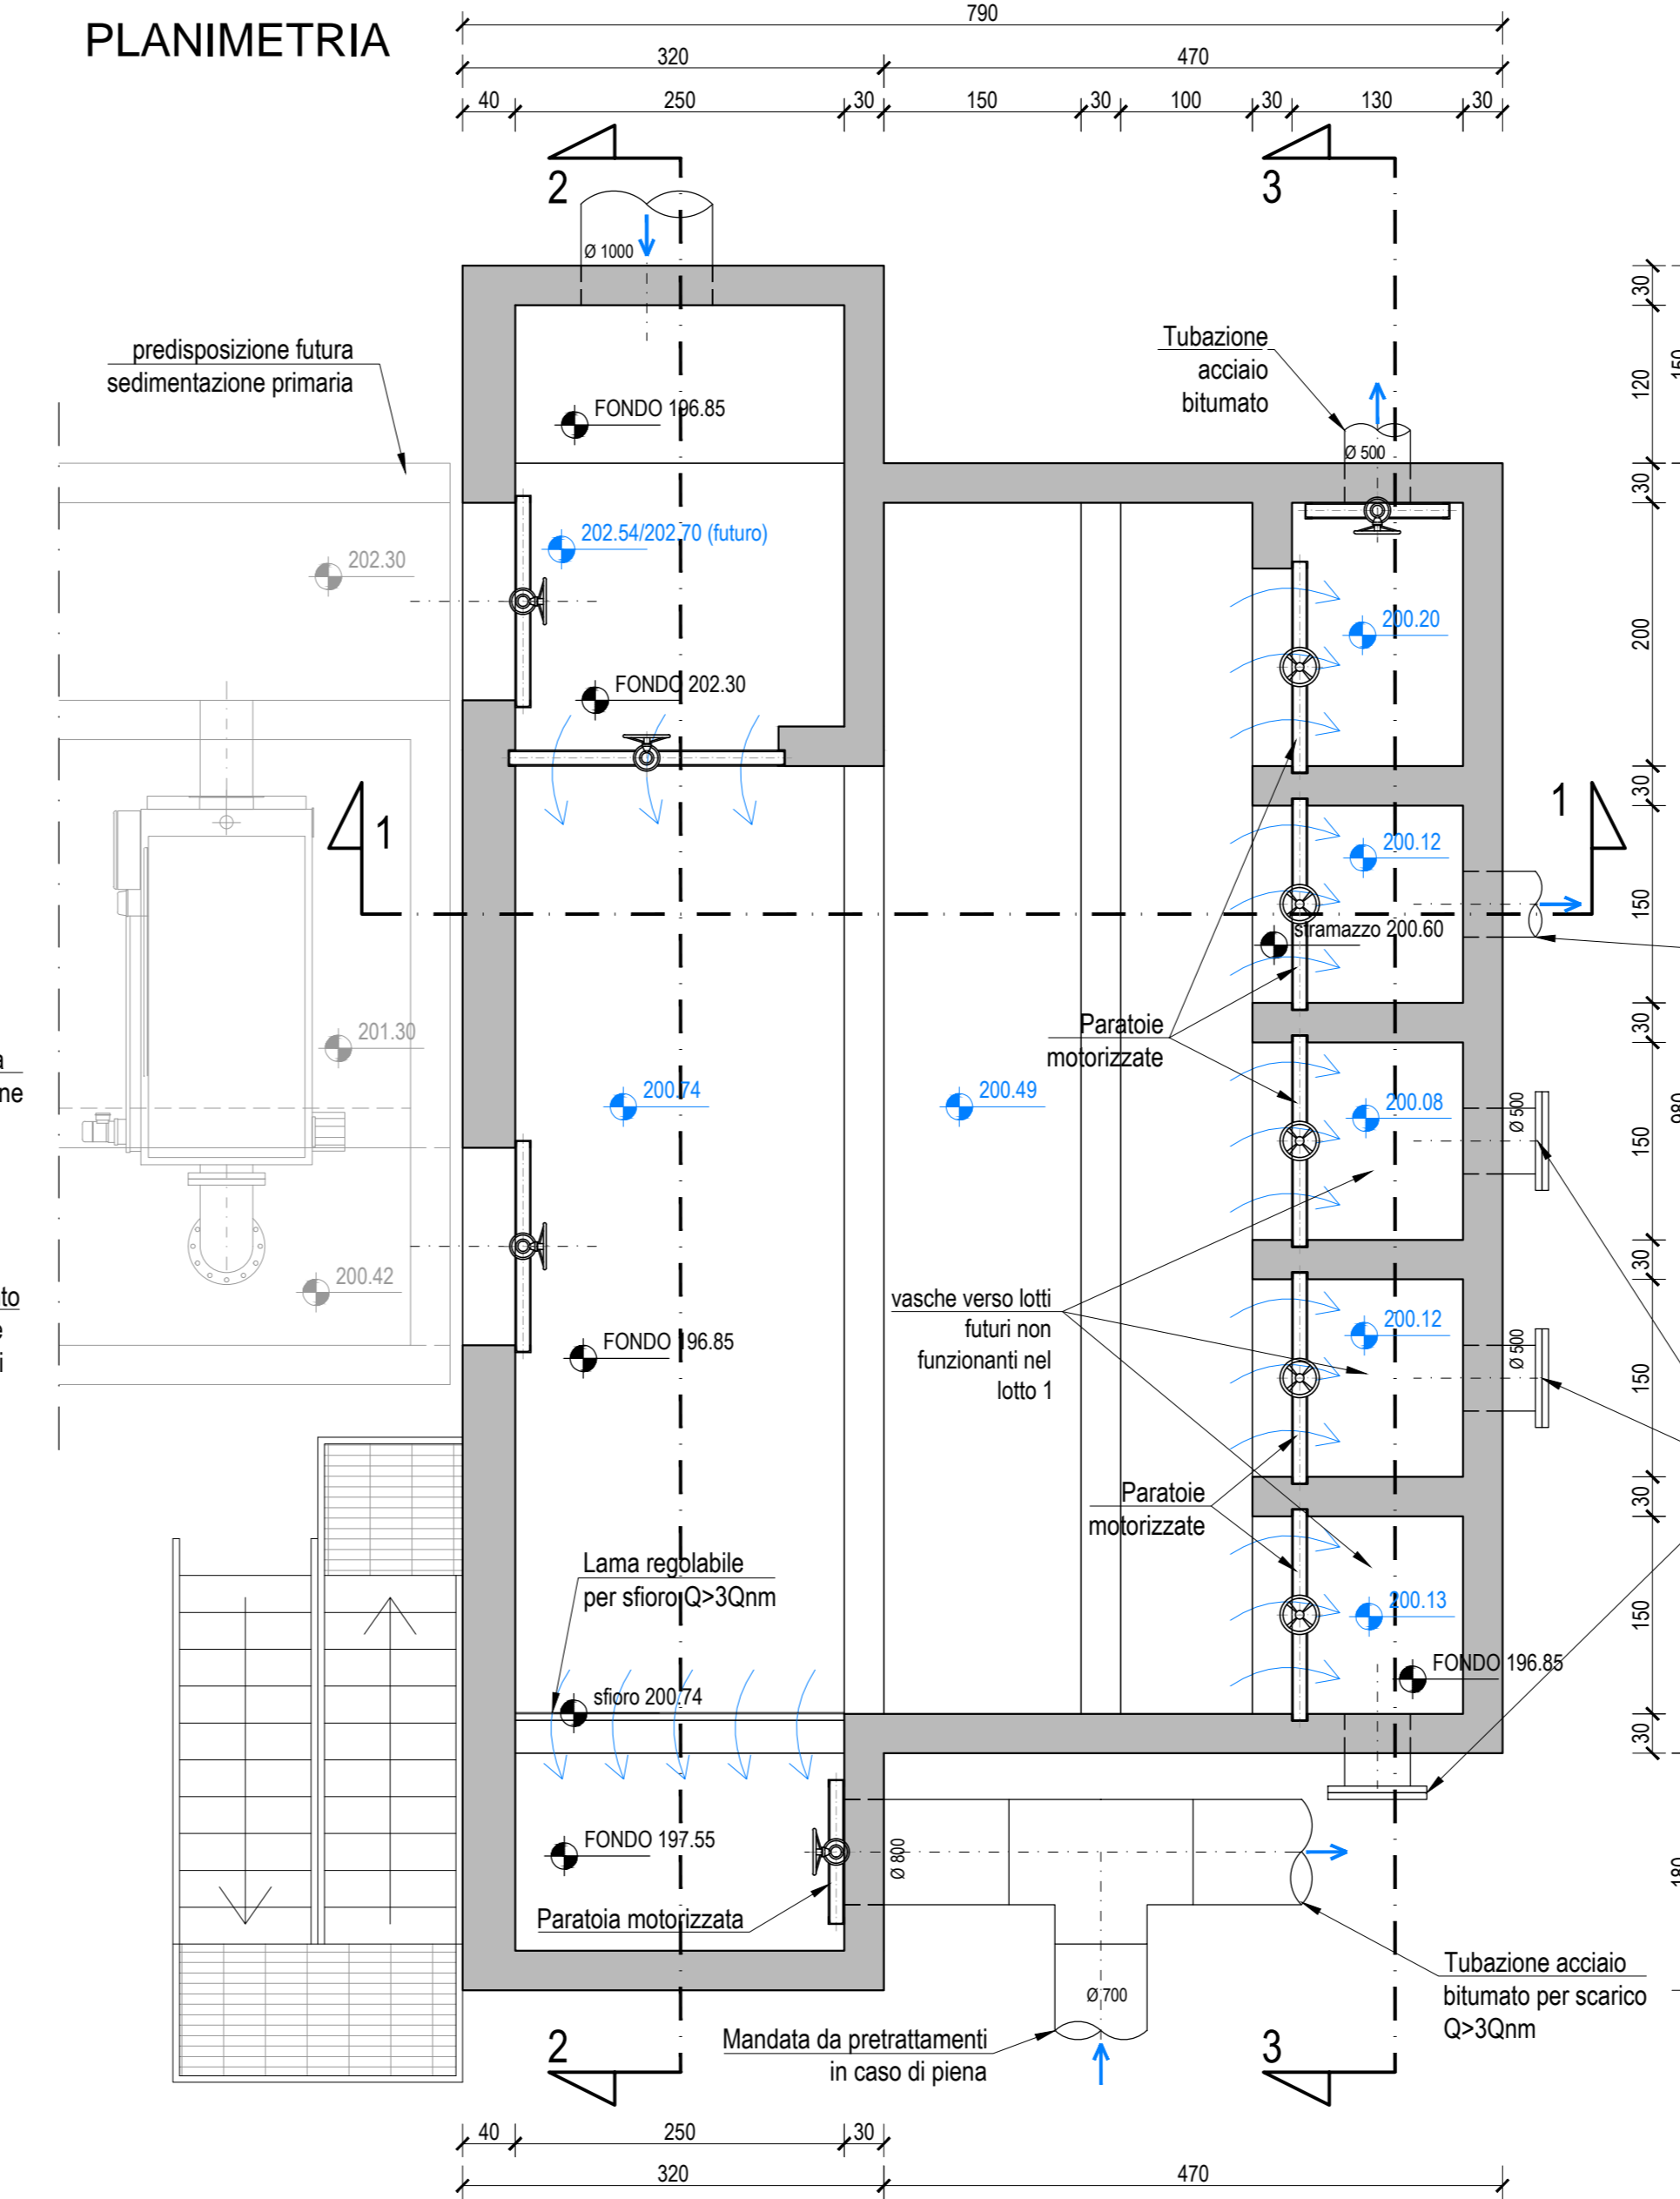 PLANIMETRIA
790
320
470
40
250
30
150
30
100
30
130
30
2
3
Ø 1000
30
120
150
predisposizione futura
sedimentazione primaria
Tubazione
acciaio
bitumato
FONDO 196.85
Ø 500
30
202.54/202.70 (futuro)
202.30
200.20
200
FONDO 202.30
30
1
1
200.12
150
stramazzo 200.60
201.30
Paratoie
motorizzate
30
200.74
200.49
200.08
Ø 500
150
980
ne
200.42
30
to
vasche verso lotti
futuri non
funzionanti nel
lotto 1
200.12
Ø 500
150
FONDO 196.85
Paratoie
motorizzate
30
Lama regolabile
per sfioro Q>3Qnm
200.13
150
sfioro 200.74
FONDO 196.85
30
FONDO 197.55
Ø 800
180
Paratoia motorizzata
Ø 700
Tubazione acciaio
bitumato per scarico
Q>3Qnm
Mandata da pretrattamenti
in caso di piena
2
3
40
250
30
320
470